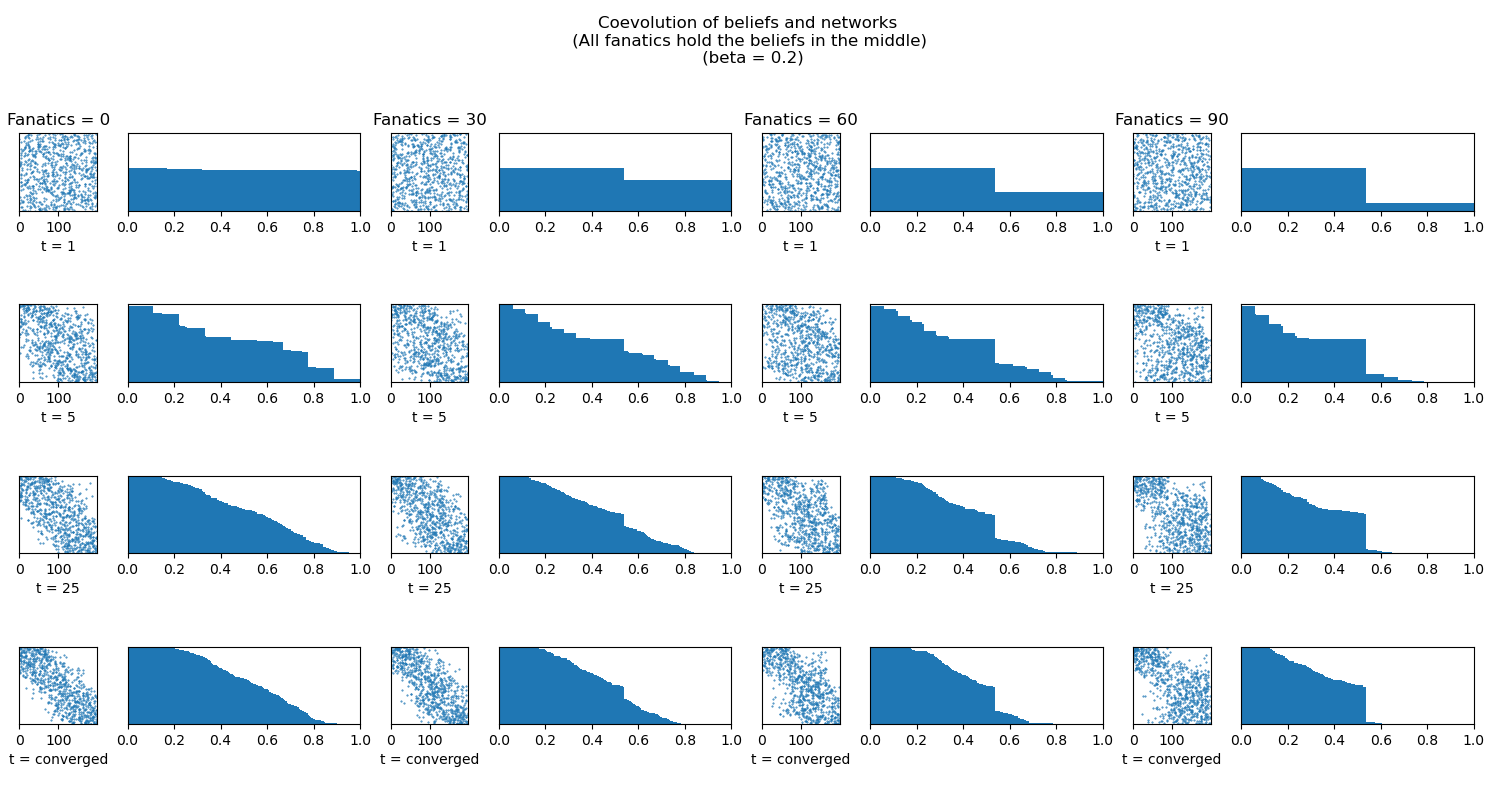 Coevolution of beliefs and networks
(All fanatics hold the beliefs in the middle)
(beta = 0.2)
Fanatics = 0
Fanatics = 30
Fanatics = 60
Fanatics = 90
0 100 0.0 0.2 0.4 0.6 0.8 1.0 0 100 0.0 0.2 0.4 0.6 0.8 1.0 0 100 0.0 0.2 0.4 0.6 0.8 1.0 0 100 0.0 0.2 0.4 0.6 0.8 1.0
t = 1 t = 1 t = 1 t = 1
0 100 0.0 0.2 0.4 0.6 0.8 1.0 0 100 0.0 0.2 0.4 0.6 0.8 1.0 0 100 0.0 0.2 0.4 0.6 0.8 1.0 0 100 0.0 0.2 0.4 0.6 0.8 1.0
t = 5 t = 5 t = 5 t = 5
0 100 0.0 0.2 0.4 0.6 0.8 1.0 0 100 0.0 0.2 0.4 0.6 0.8 1.0 0 100 0.0 0.2 0.4 0.6 0.8 1.0 0 100 0.0 0.2 0.4 0.6 0.8 1.0
t = 25 t = 25 t = 25 t = 25
0 100 0.0 0.2 0.4 0.6 0.8 1.0 0 100 0.0 0.2 0.4 0.6 0.8 1.0 0 100 0.0 0.2 0.4 0.6 0.8 1.0 0 100 0.0 0.2 0.4 0.6 0.8 1.0
t = converged t = converged t = converged t = converged